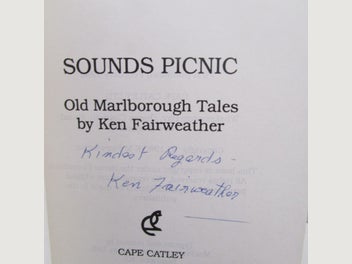 SOUNDS PICNIC
Old Marlborough Tales
by Ken Fairweather
Kindest Regards -
Ken Fairweather
CAPE CATLEY